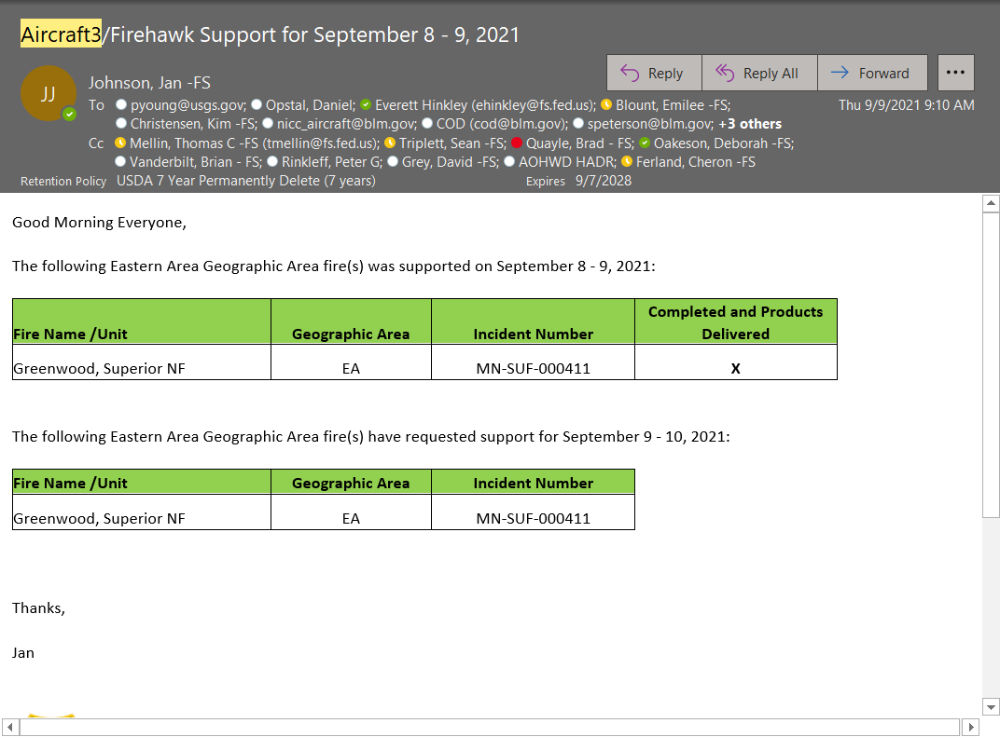 Aircraft3/Firehawk Support for September 8 - 9, 2021
JJ
Johnson, Jan -FS
Reply
Reply All
Forward
To pyoung@usgs.gov; Opstal, Daniel; Everett Hinkley (ehinkley@fs.fed.us); Blount, Emilee -FS;
Christensen, Kim -FS; nicc_aircraft@blm.gov; COD (cod@blm.gov); speterson@blm.gov; +3 others
Thu 9/9/2021 9:10 AM
Cc Mellin, Thomas C -FS (tmellin@fs.fed.us); Triplett, Sean -FS; Quayle, Brad - FS; Oakeson, Deborah -FS;
Vanderbilt, Brian - FS; Rinkleff, Peter G; Grey, David -FS; AOHWD HADR; Ferland, Cheron -FS
Retention Policy USDA 7 Year Permanently Delete (7 years) Expires 9/7/2028
Good Morning Everyone,
The following Eastern Area Geographic Area fire(s) was supported on September 8 - 9, 2021:
Fire Name /Unit Geographic Area Incident Number Completed and Products Delivered
Greenwood, Superior NF EA MN-SUF-000411 X
The following Eastern Area Geographic Area fire(s) have requested support for September 9 - 10, 2021:
Fire Name /Unit Geographic Area Incident Number
Greenwood, Superior NF EA MN-SUF-000411
Thanks,
Jan